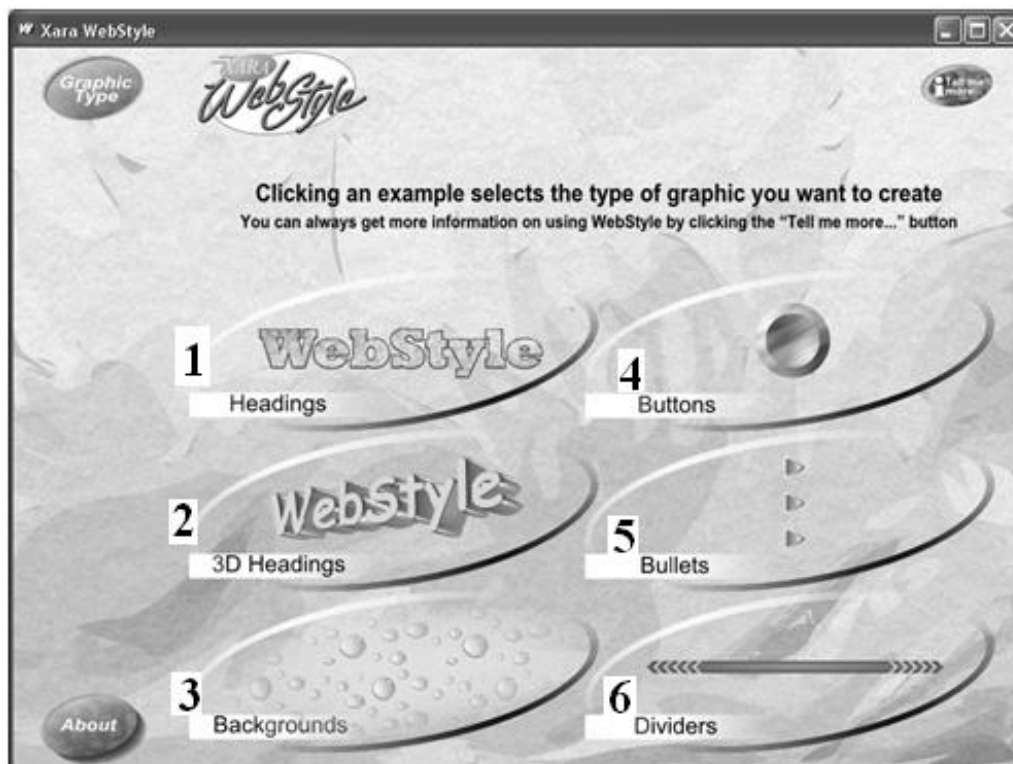 Xara WebStyle
Graphic
Type
XARA
WebStyle
Tell me
more...
Clicking an example selects the type of graphic you want to create
You can always get more information on using WebStyle by clicking the “Tell me more...” button
1
WebStyle
Headings
4
Buttons
2
WebStyle
3D Headings
5
Bullets
3
Backgrounds
6
Dividers
About